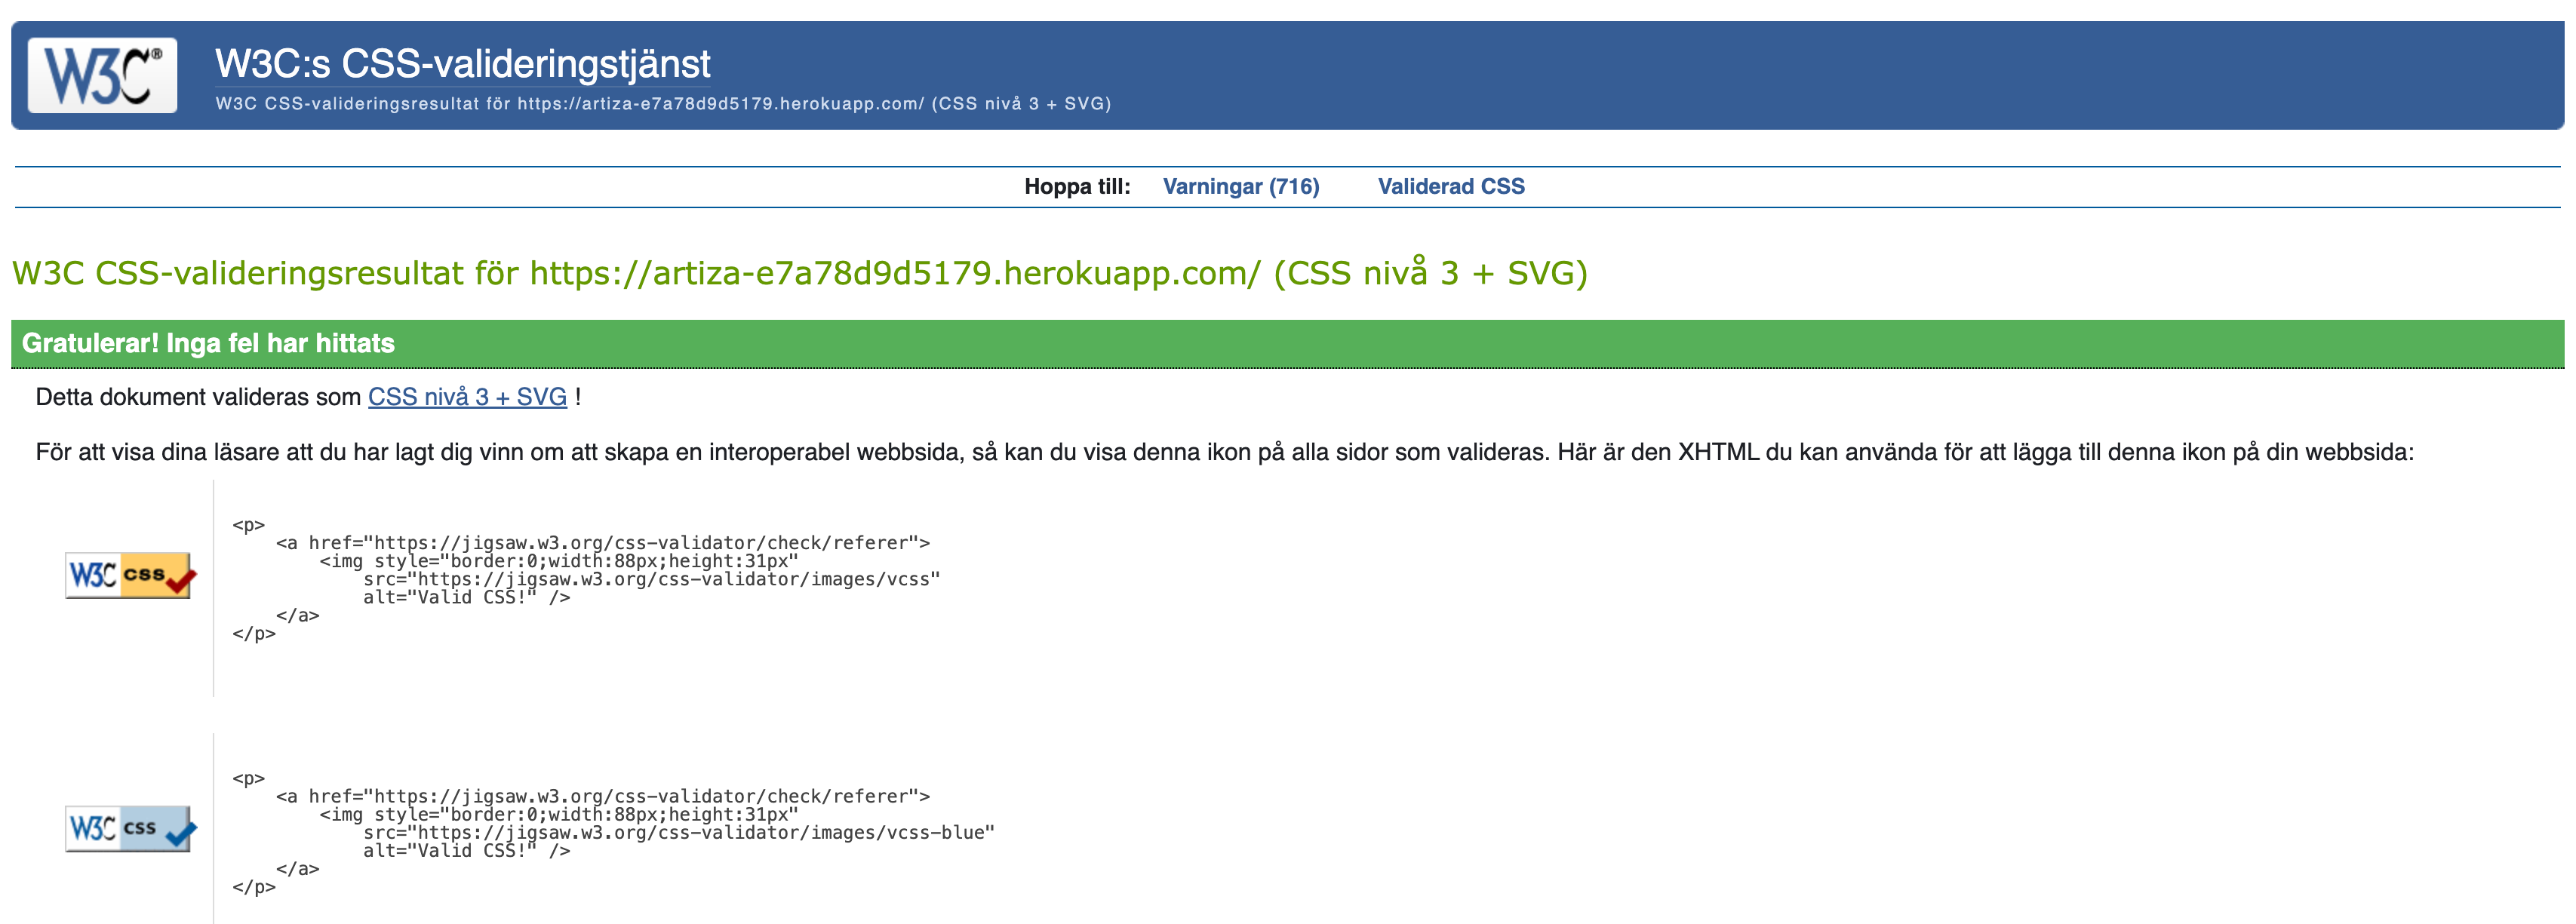 W3C®
W3C:s CSS-valideringstjänst
W3C CSS-valideringsresultat för https://artiza-e7a78d9d5179.herokuapp.com/ (CSS nivå 3 + SVG)
Hoppa till: Varningar (716) Validerad CSS
W3C CSS-valideringsresultat för https://artiza-e7a78d9d5179.herokuapp.com/ (CSS nivå 3 + SVG)
Gratulerar! Inga fel har hittats
Detta dokument valideras som CSS nivå 3 + SVG !
För att visa dina läsare att du har lagt dig vinn om att skapa en interoperabel webbsida, så kan du visa denna ikon på alla sidor som valideras. Här är den XHTML du kan använda för att lägga till denna ikon på din webbsida:
W3C css
<p>
<a href="https://jigsaw.w3.org/css-validator/check/referer">
<img style="border:0;width:88px;height:31px"
src="https://jigsaw.w3.org/css-validator/images/vcss"
alt="Valid CSS!" />
</a>
</p>
W3C css
<p>
<a href="https://jigsaw.w3.org/css-validator/check/referer">
<img style="border:0;width:88px;height:31px"
src="https://jigsaw.w3.org/css-validator/images/vcss-blue"
alt="Valid CSS!" />
</a>
</p>